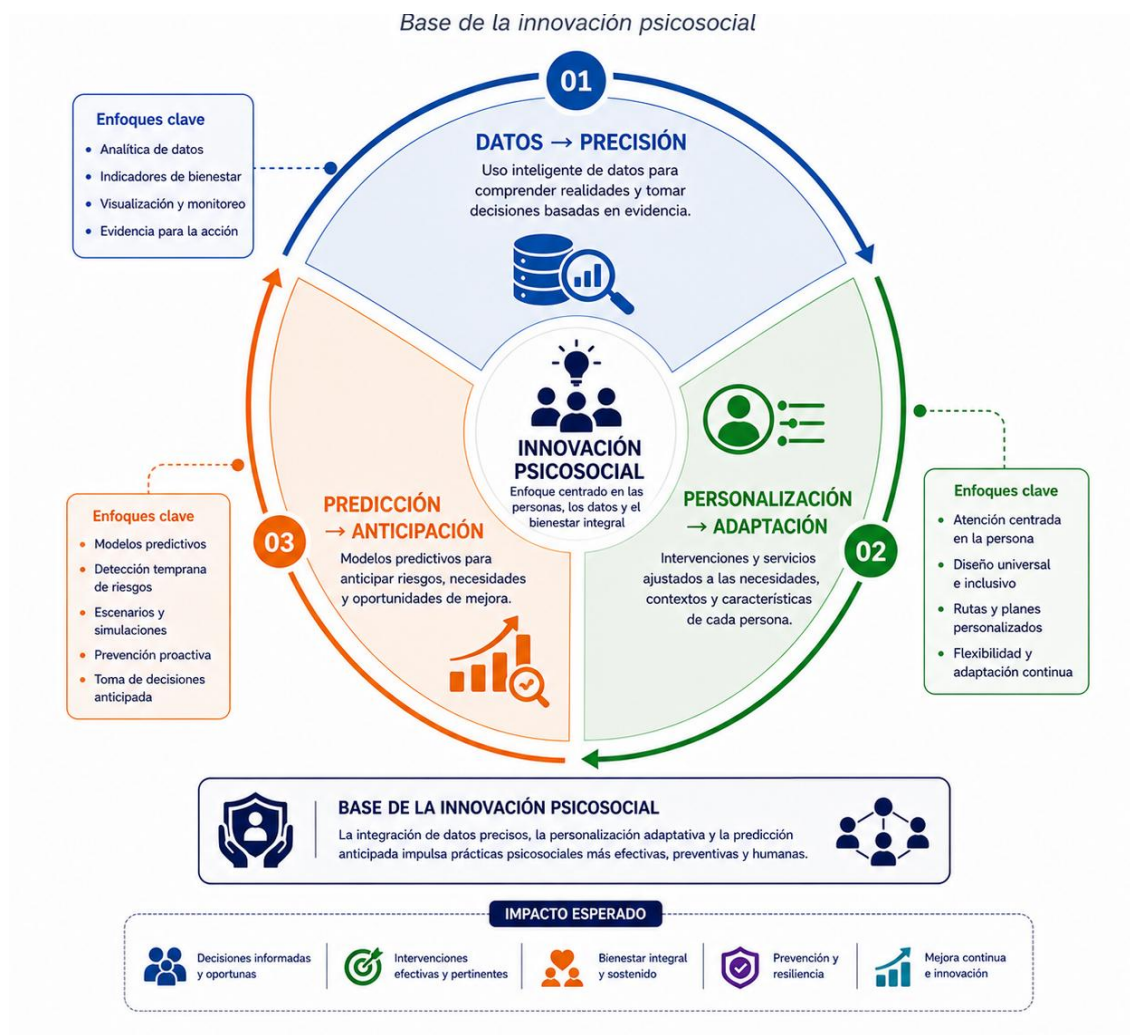 Base de la innovación psicosocial
01
DATOS → PRECISIÓN
Uso inteligente de datos para
comprender realidades y tomar
decisiones basadas en evidencia.
Enfoques clave
• Analítica de datos
• Indicadores de bienestar
• Visualización y monitoreo
• Evidencia para la acción
INNOVACIÓN
PSICOSOCIAL
Enfoque centrado en las
personas, los datos y el
bienestar integral
PERSONALIZACIÓN
→ ADAPTACIÓN
02
Intervenciones y servicios
ajustados a las necesidades,
contextos y características
de cada persona.
Enfoques clave
• Atención centrada
en la persona
• Diseño universal
e inclusivo
• Rutas y planes
personalizados
• Flexibilidad y
adaptación continua
PREDICCIÓN
→ ANTICIPACIÓN
03
Modelos predictivos para
anticipar riesgos, necesidades
y oportunidades de mejora.
Enfoques clave
• Modelos predictivos
• Detección temprana
de riesgos
• Escenarios y
simulaciones
• Prevención proactiva
• Toma de decisiones
anticipada
BASE DE LA INNOVACIÓN PSICOSOCIAL
La integración de datos precisos, la personalización adaptativa y la predicción
anticipada impulsa prácticas psicosociales más efectivas, preventivas y humanas.
IMPACTO ESPERADO
Decisiones informadas
y oportunas
Intervenciones
efectivas y pertinentes
Bienestar integral
y sostenido
Prevención y
resiliencia
Mejora continua
e innovación